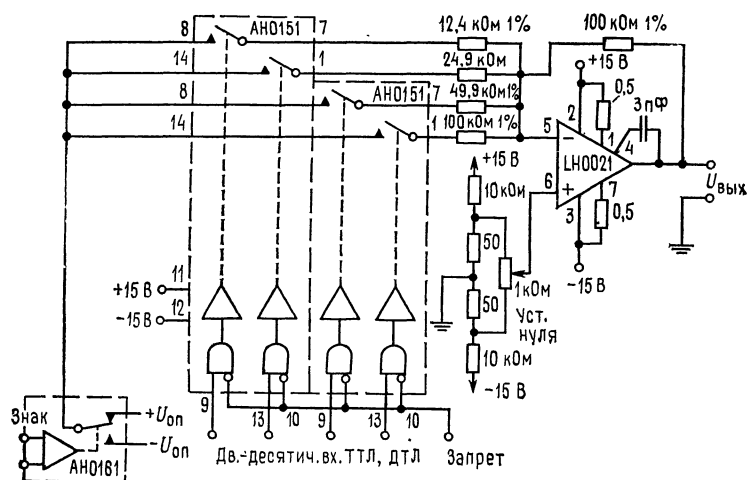 8 АН0151 7 12,4 кОм 1% 100 кОм 1%
14 1 24,9 кОм +15 В
8 АН0151 7 49,9 кОм1% 0,5 3 пФ
14 1 100 кОм 1% 2 1 4
5 − LH0021
+15 В 6 + 7 Uвых
10 кОм 3 0,5
50 −15 В
11 +15 В 1 кОм
12 −15 В 50 Уст. нуля
10 кОм
−15 В
9 13 10 9 13 10
Знак +Uоп
−Uоп
АН0161
Дв.-десятич. вх. ТТЛ, ДТЛ Запрет